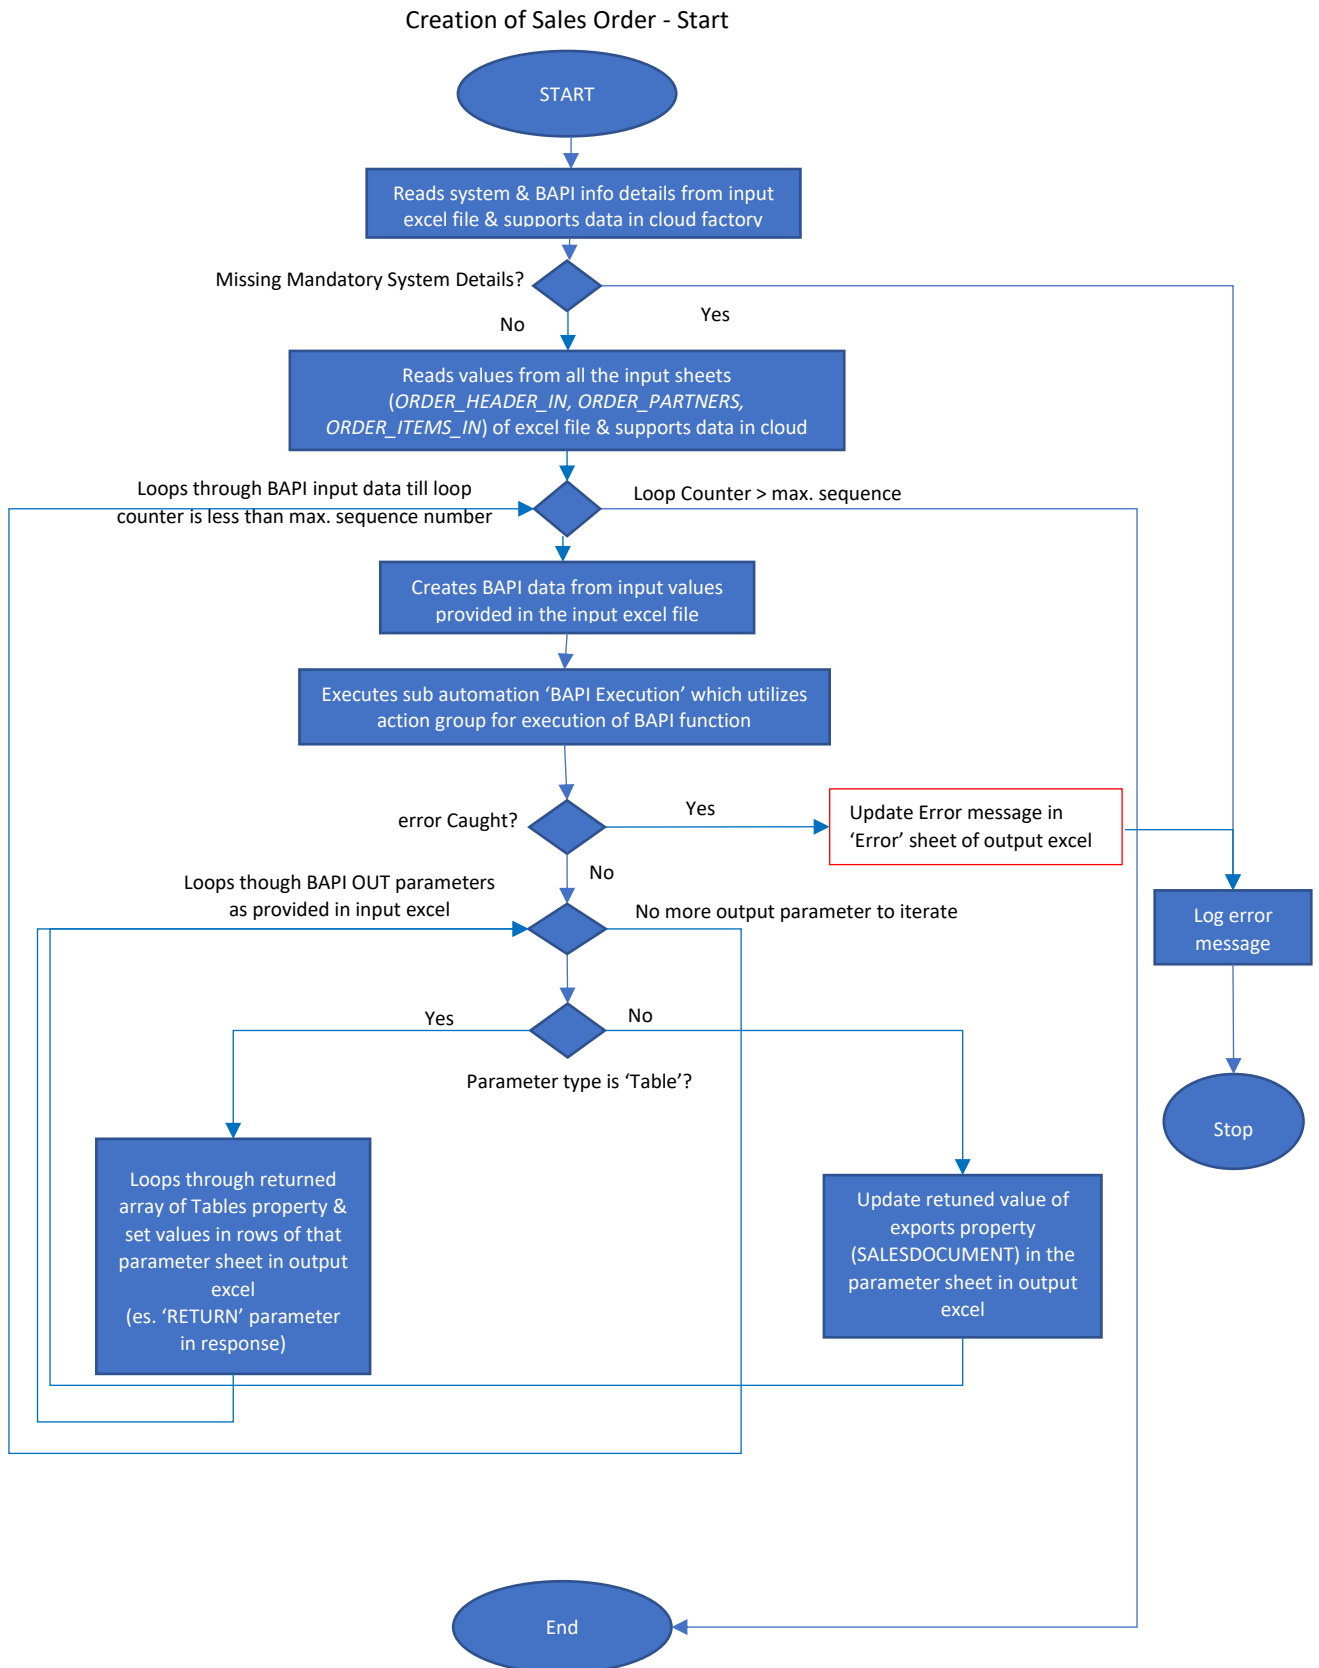 Creation of Sales Order - Start
START
Reads system & BAPI info details from input
excel file & supports data in cloud factory
Missing Mandatory System Details?
No
Yes
Reads values from all the input sheets
(ORDER_HEADER_IN, ORDER_PARTNERS,
ORDER_ITEMS_IN) of excel file & supports data in cloud
Loops through BAPI input data till loop
counter is less than max. sequence number
Loop Counter > max. sequence
Creates BAPI data from input values
provided in the input excel file
Executes sub automation ‘BAPI Execution’ which utilizes
action group for execution of BAPI function
error Caught?
Yes
Update Error message in
‘Error’ sheet of output excel
No
Loops though BAPI OUT parameters
as provided in input excel
No more output parameter to iterate
Log error
message
Yes
No
Parameter type is ‘Table’?
Stop
Loops through returned
array of Tables property &
set values in rows of that
parameter sheet in output
excel
(es. ‘RETURN’ parameter
in response)
Update retuned value of
exports property
(SALESDOCUMENT) in the
parameter sheet in output
excel
End